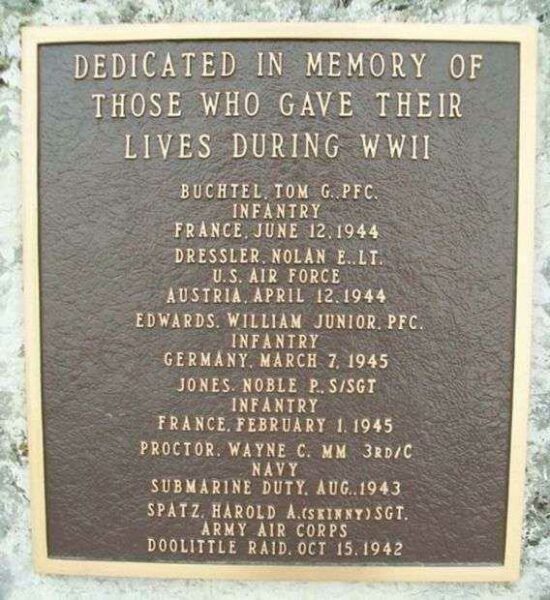 DEDICATED IN MEMORY OF
THOSE WHO GAVE THEIR
LIVES DURING WWII
BUCHTEL, TOM G., PFC.
INFANTRY
FRANCE, JUNE 12, 1944
DRESSLER, NOLAN E., LT.
U.S. AIR FORCE
AUSTRIA, APRIL 12, 1944
EDWARDS, WILLIAM JUNIOR, PFC.
INFANTRY
GERMANY, MARCH 7, 1945
JONES, NOBLE P, S/SGT
INFANTRY
FRANCE, FEBRUARY 1, 1945
PROCTOR, WAYNE C, MM 3RD/C
NAVY
SUBMARINE DUTY, AUG., 1943
SPATZ, HAROLD A.(SKINNY) SGT.
ARMY AIR CORPS
DOOLITTLE RAID, OCT 15, 1942